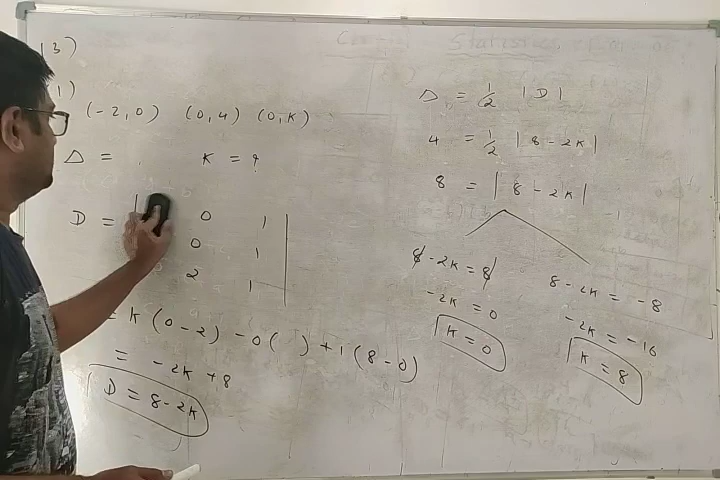 13)
1)
(-2,0) (0,4) (0,K)
Δ = K = ?
D = | 0 1 |
0 1
2 1
= K (0-2) -0( ) +1 (8-0)
= -2K +8
D = 8-2K
Δ = 1/2 |D|
4 = 1/2 |8-2K|
8 = |8-2K|
8-2K = 8
-2K = 0
K = 0
8-2K = -8
-2K = -16
K = 8